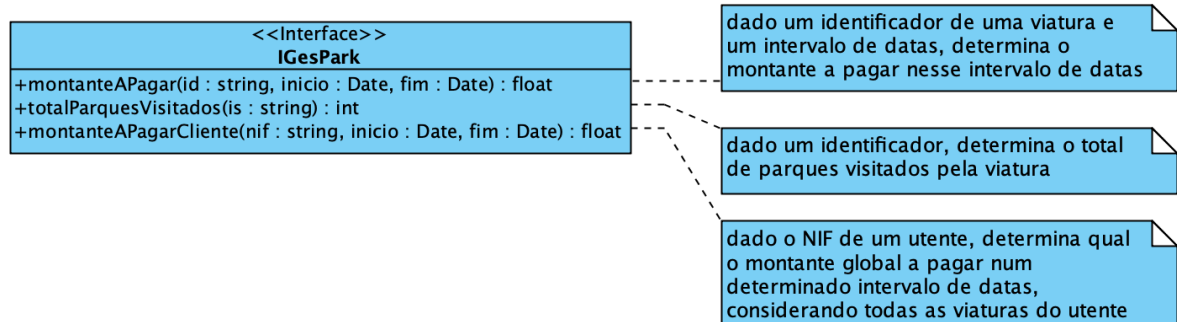 <<Interface>>
IGesPark
+montanteAPagar(id : string, inicio : Date, fim : Date) : float
+totalParquesVisitados(is : string) : int
+montanteAPagarCliente(nif : string, inicio : Date, fim : Date) : float
dado um identificador de uma viatura e
um intervalo de datas, determina o
montante a pagar nesse intervalo de datas
dado um identificador, determina o total
de parques visitados pela viatura
dado o NIF de um utente, determina qual
o montante global a pagar num
determinado intervalo de datas,
considerando todas as viaturas do utente